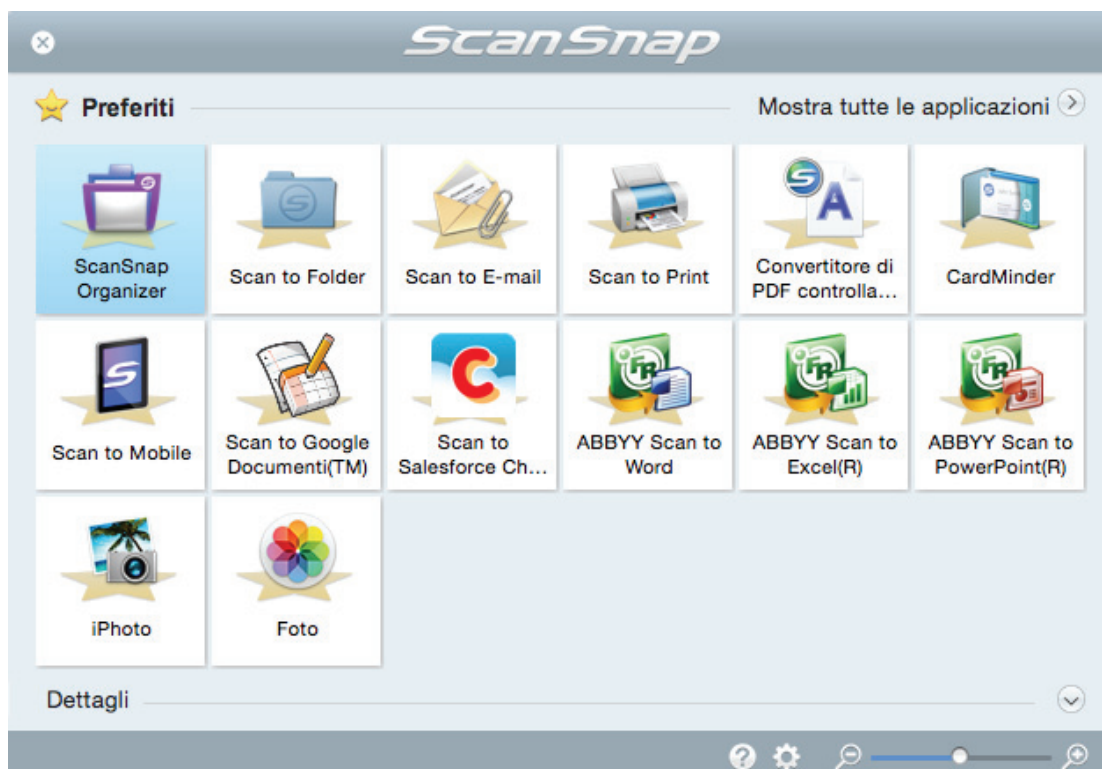 ScanSnap
Preferiti
Mostra tutte le applicazioni
ScanSnap
Organizer
Scan to Folder
Scan to E-mail
Scan to Print
Convertitore di
PDF controlla...
CardMinder
Scan to Mobile
Scan to Google
Documenti(TM)
Scan to
Salesforce Ch...
ABBYY Scan to
Word
ABBYY Scan to
Excel(R)
ABBYY Scan to
PowerPoint(R)
iPhoto
Foto
Dettagli